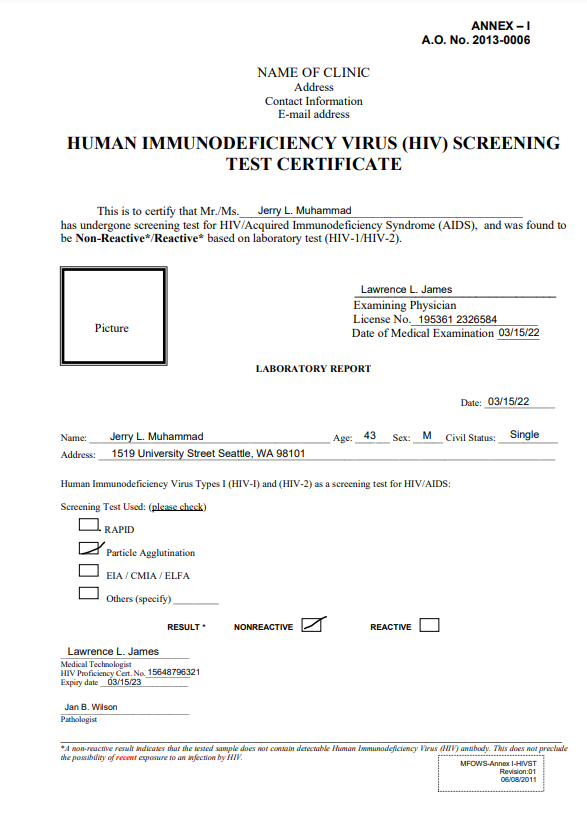 ANNEX – I
A.O. No. 2013-0006
NAME OF CLINIC
Address
Contact Information
E-mail address
HUMAN IMMUNODEFICIENCY VIRUS (HIV) SCREENING
TEST CERTIFICATE
This is to certify that Mr./Ms. Jerry L. Muhammad
has undergone screening test for HIV/Acquired Immunodeficiency Syndrome (AIDS), and was found to
be Non-Reactive*/Reactive* based on laboratory test (HIV-1/HIV-2).
Picture
Lawrence L. James
Examining Physician
License No. 195361 2326584
Date of Medical Examination 03/15/22
LABORATORY REPORT
Date: 03/15/22
Name: Jerry L. Muhammad Age: 43 Sex: M Civil Status: Single
Address: 1519 University Street Seattle, WA 98101
Human Immunodeficiency Virus Types I (HIV-I) and (HIV-2) as a screening test for HIV/AIDS:
Screening Test Used: (please check)
RAPID
Particle Agglutination
EIA / CMIA / ELFA
Others (specify) ________
RESULT * NONREACTIVE REACTIVE
Lawrence L. James
Medical Technologist
HIV Proficiency Cert. No. 15648796321
Expiry date 03/15/23
Jan B. Wilson
Pathologist
*A non-reactive result indicates that the tested sample does not contain detectable Human Immunodeficiency Virus (HIV) antibody. This does not preclude
the possibility of recent exposure to an infection by HIV.
MFOWS-Annex I-HIVST
Revision:01
06/08/2011